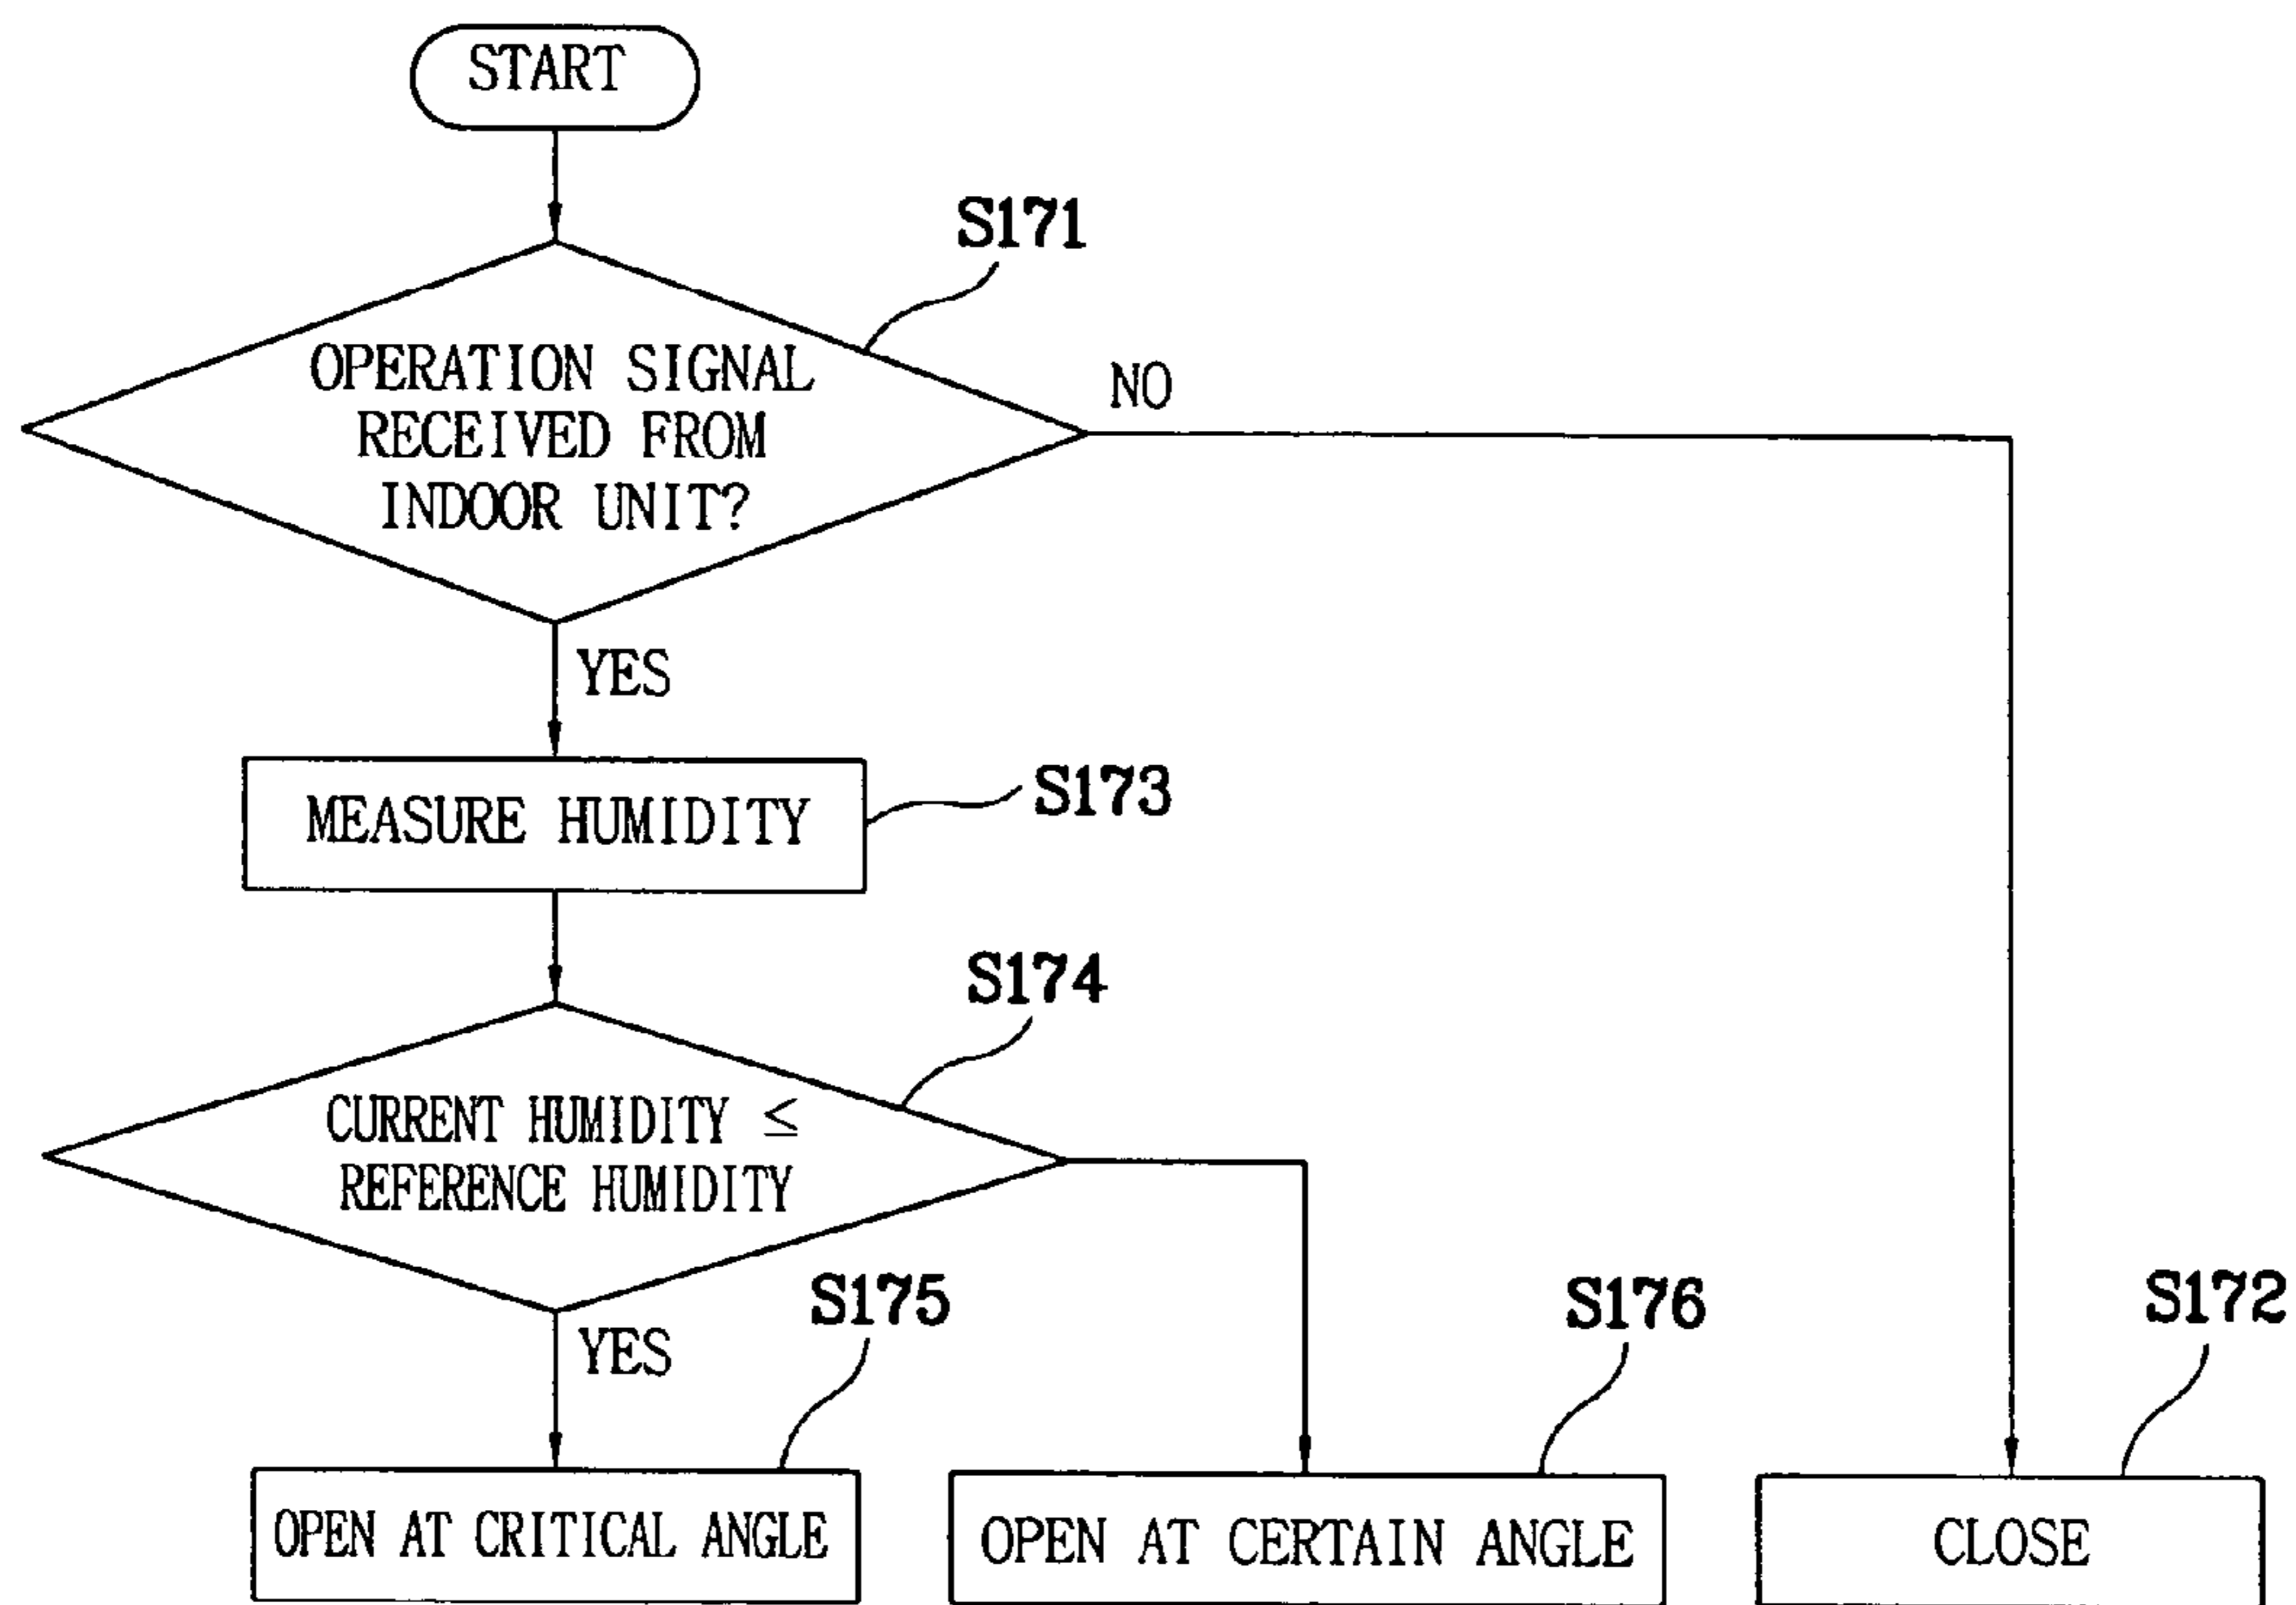 START
S171
OPERATION SIGNAL
RECEIVED FROM
INDOOR UNIT?
NO
YES
MEASURE HUMIDITY
S173
S174
CURRENT HUMIDITY ≤
REFERENCE HUMIDITY
YES
S175
S176
S172
OPEN AT CRITICAL ANGLE
OPEN AT CERTAIN ANGLE
CLOSE